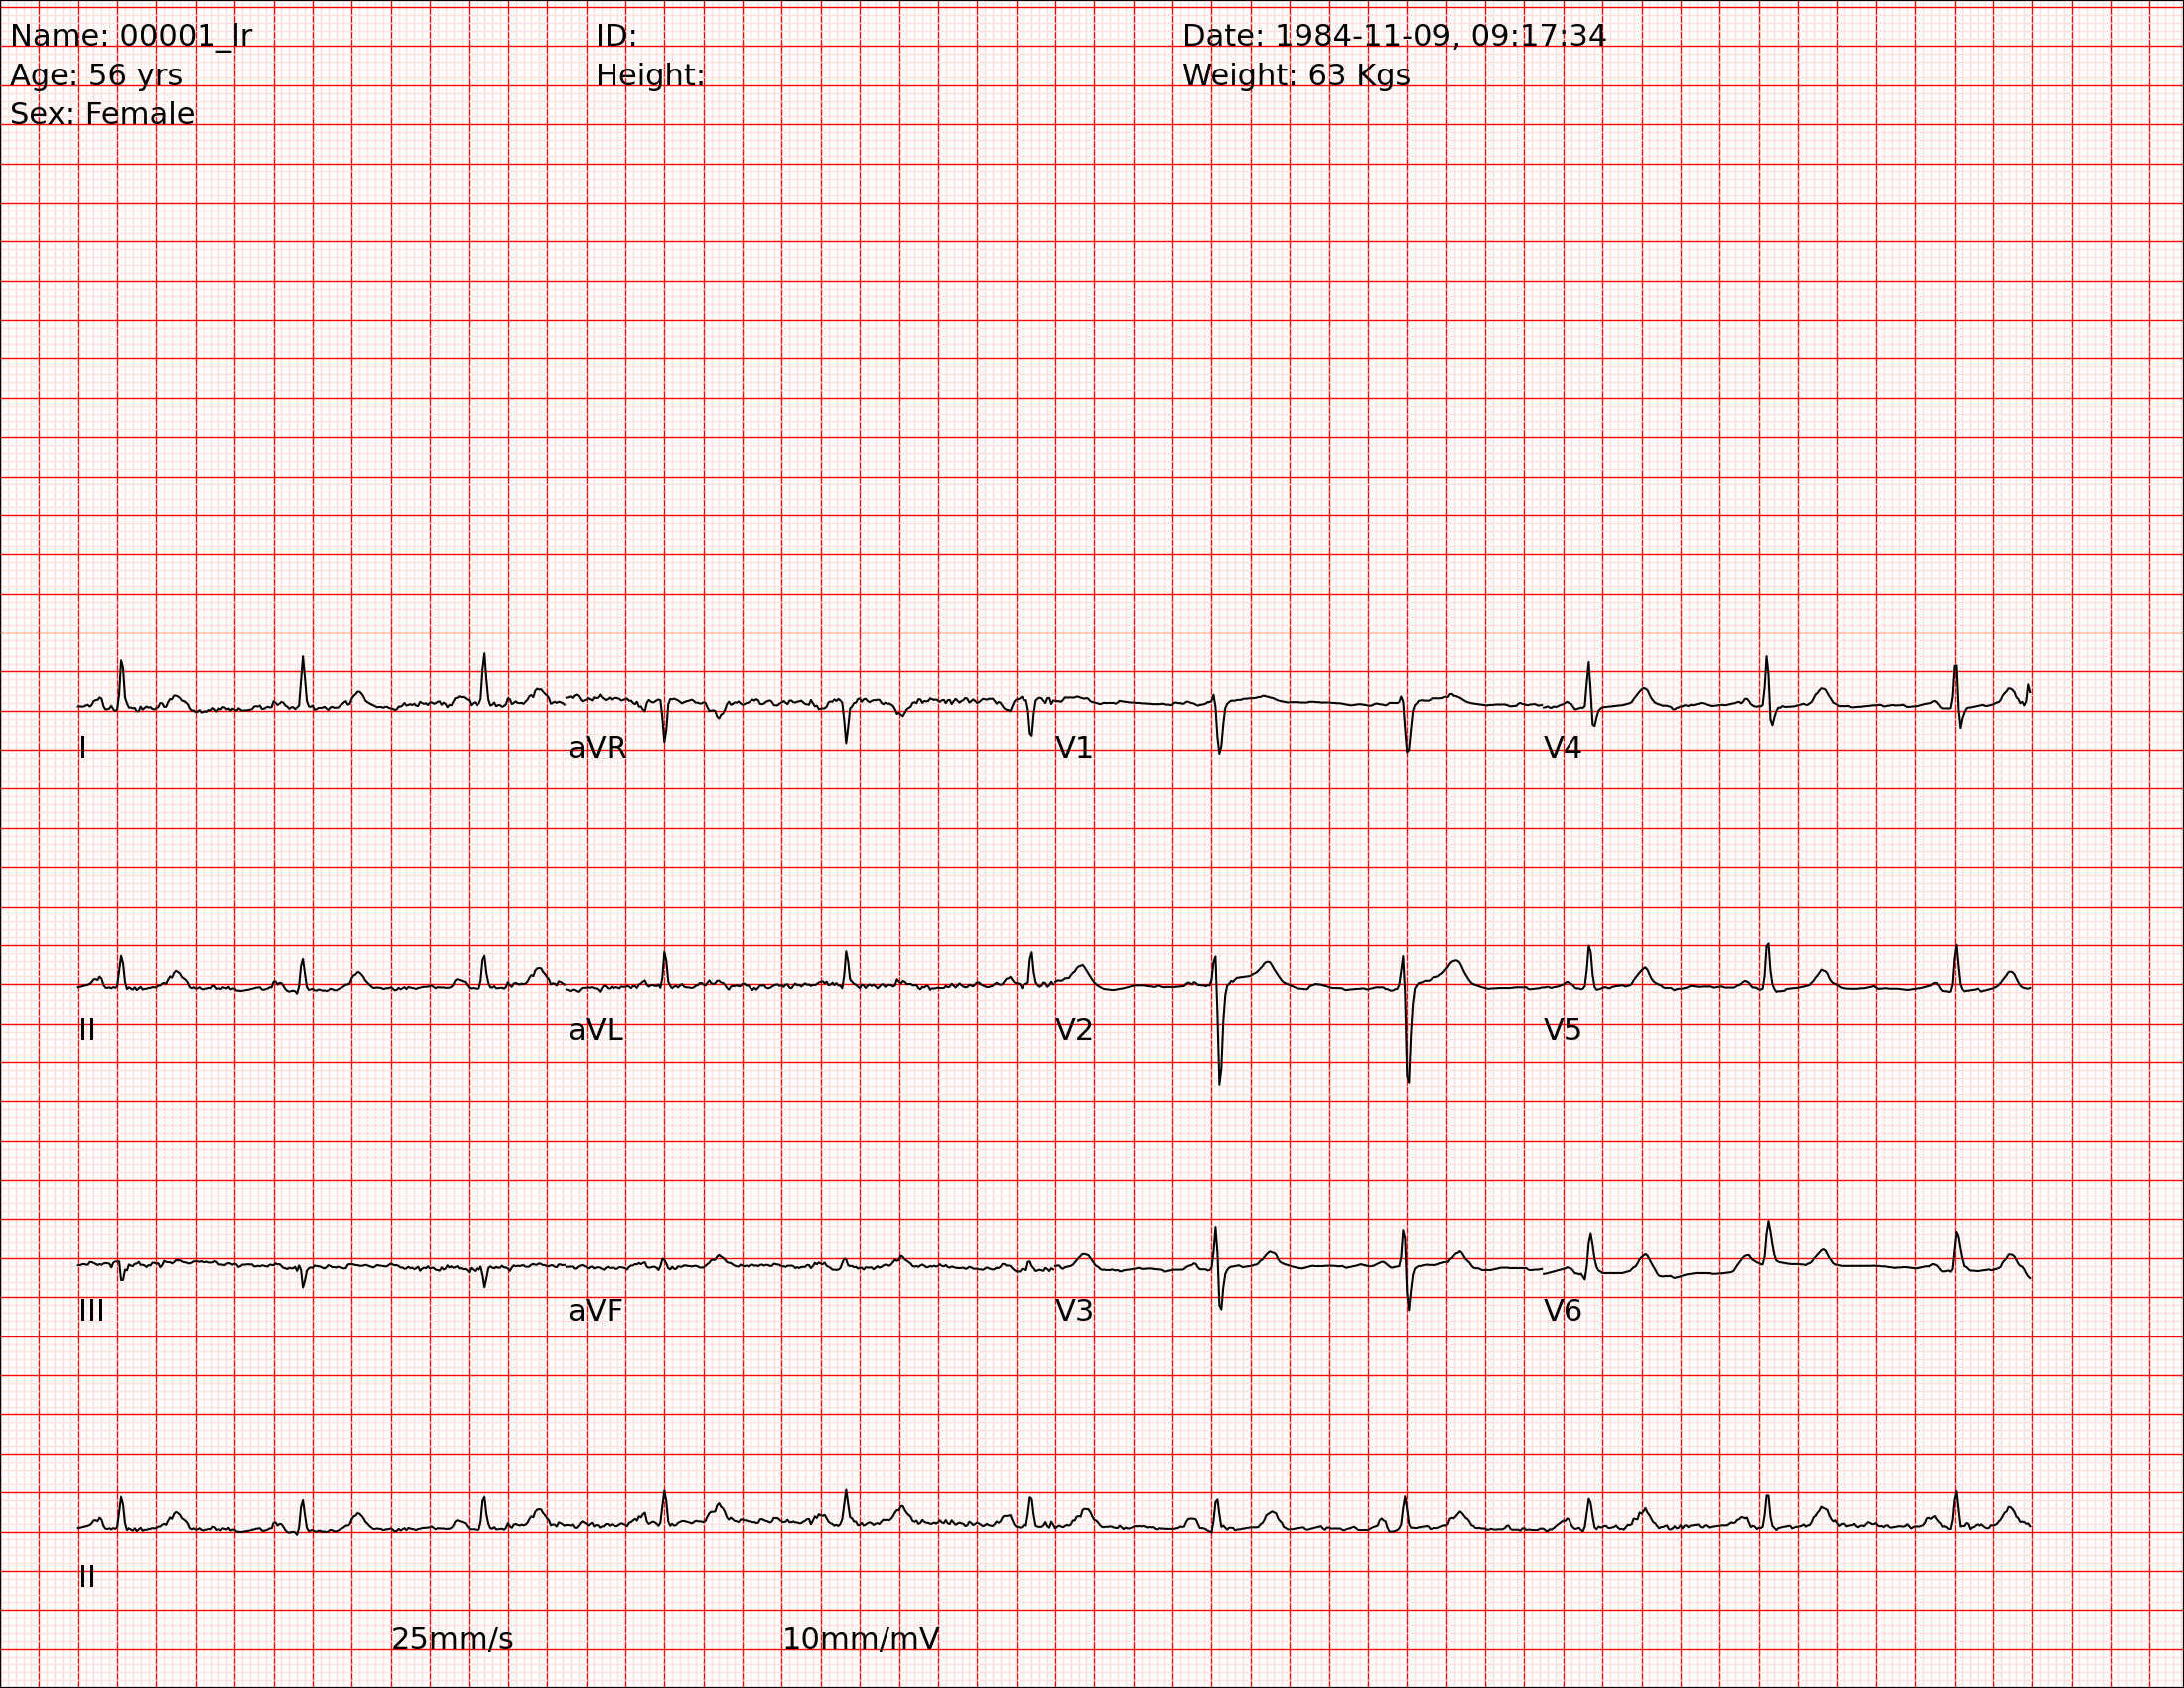 Name: 00001_lr ID: Date: 1984-11-09, 09:17:34
Age: 56 yrs Height: Weight: 63 Kgs
Sex: Female
I aVR V1 V4
II aVL V2 V5
III aVF V3 V6
II
25mm/s 10mm/mV